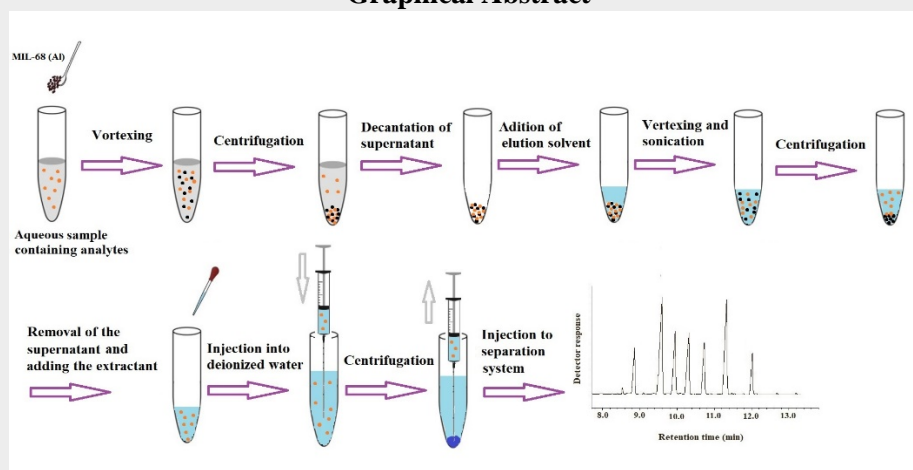 Graphical Abstract
MIL-68 (Al)
Vortexing
Centrifugation
Decantation of
supernatant
Adition of
elution solvent
Vertexing and
sonication
Centrifugation
Aqueous sample
containing analytes
Removal of the
supernatant and
adding the extractant
Injection into
deionized water
Centrifugation
Injection to
separation
system
Detector response
8.0 9.0 10.0 11.0 12.0
Retention time (min)